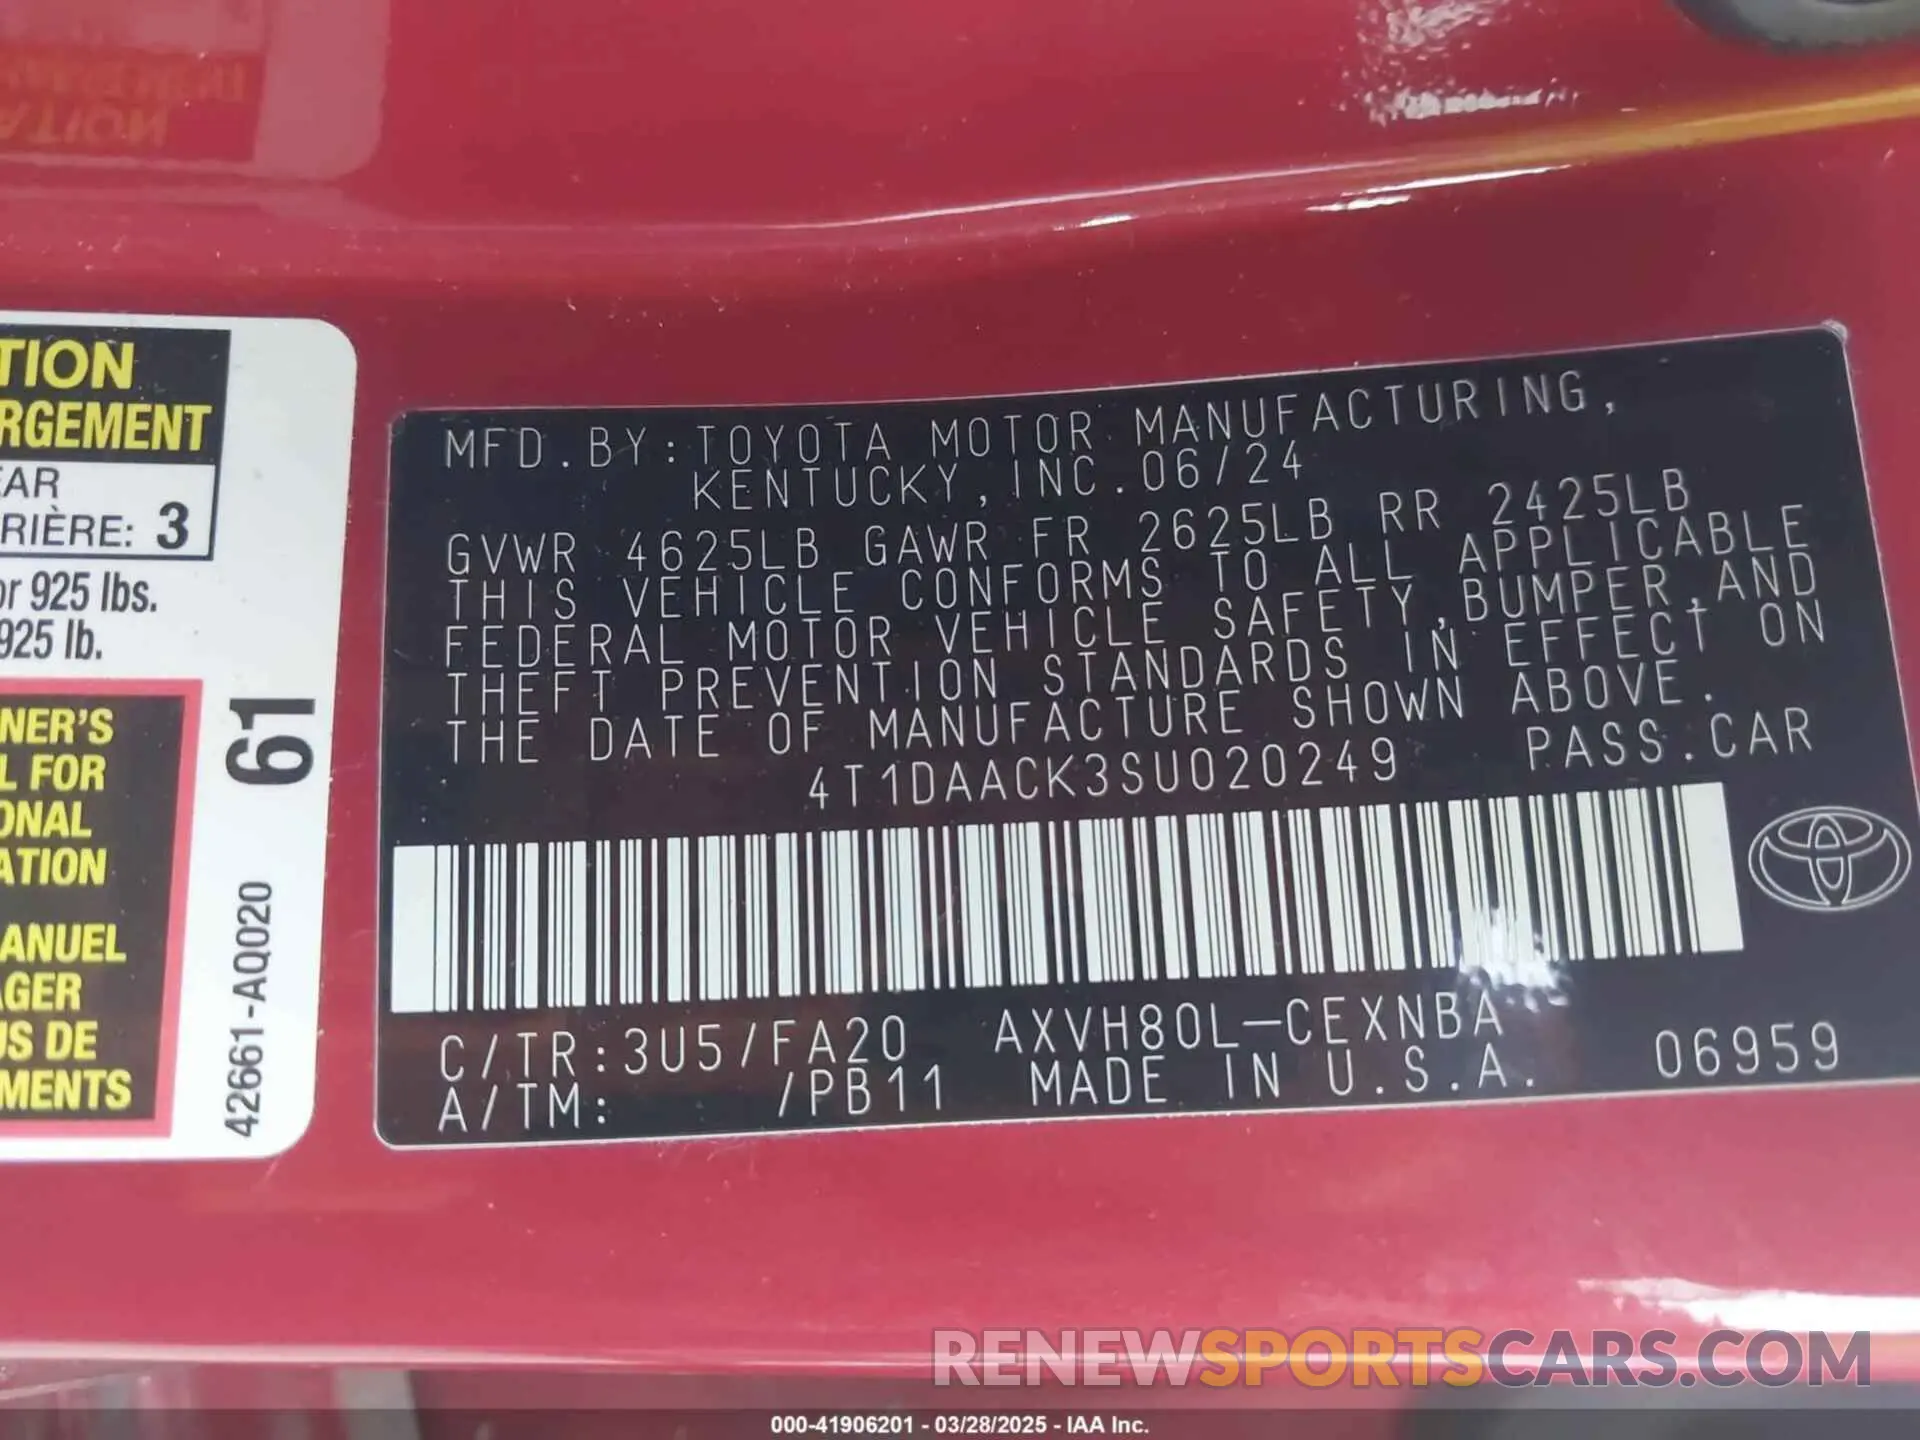 TION
RGEMENT
EAR
RIÈRE: 3
or 925 lbs.
925 lb.
NER'S
L FOR
ONAL
ATION
ANUEL
AGER
US DE
MENTS
61
42661-AQ020
MFD.BY:TOYOTA MOTOR MANUFACTURING,
KENTUCKY,INC.06/24
GVWR 4625LB GAWR FR 2625LB RR 2425LB
THIS VEHICLE CONFORMS TO ALL APPLICABLE
FEDERAL MOTOR VEHICLE SAFETY,BUMPER,AND
THEFT PREVENTION STANDARDS IN EFFECT ON
THE DATE OF MANUFACTURE SHOWN ABOVE.
4T1DAACK3SU020249 PASS.CAR
C/TR:3U5/FA20 AXVH80L-CEXNBA
A/TM: /PB11 MADE IN U.S.A. 06959
RENEWSPORTSCARS.COM
000-41906201 - 03/28/2025 - IAA Inc.